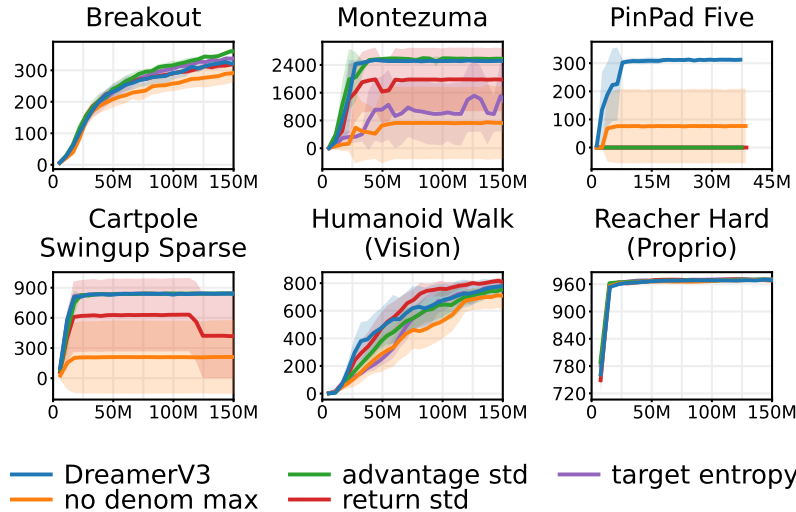 Breakout
Montezuma
PinPad Five
300
200
100
0
0
50M
100M
150M
2400
1600
800
0
0
50M
100M
150M
300
200
100
0
0
15M
30M
45M
Cartpole
Swingup Sparse
Humanoid Walk
(Vision)
Reacher Hard
(Proprio)
900
600
300
0
0
50M
100M
150M
800
600
400
200
0
0
50M
100M
150M
960
900
840
780
720
0
50M
100M
150M
DreamerV3
advantage std
target entropy
no denom max
return std